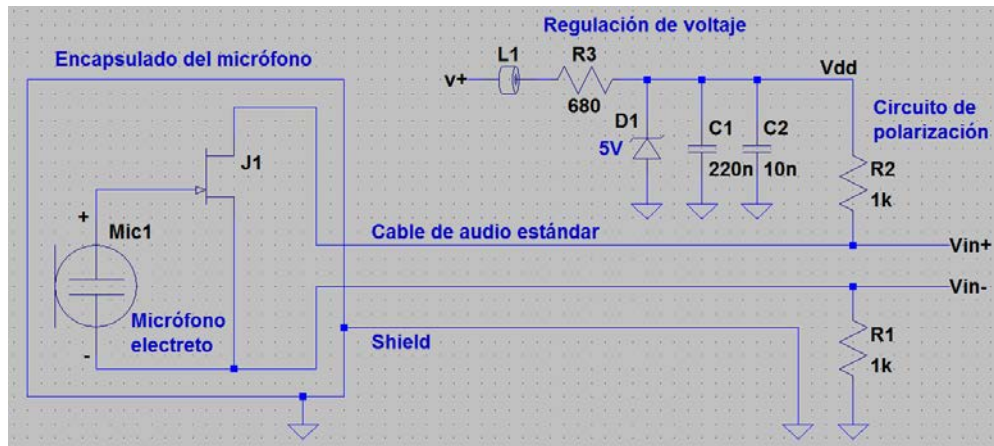 Regulación de voltaje
Encapsulado del micrófono
L1
R3
v+
680
Vdd
D1
5V
C1
220n
C2
10n
Circuito de
polarización
R2
1k
J1
+
Mic1
Micrófono
electreto
-
Cable de audio estándar
Vin+
Vin-
Shield
R1
1k